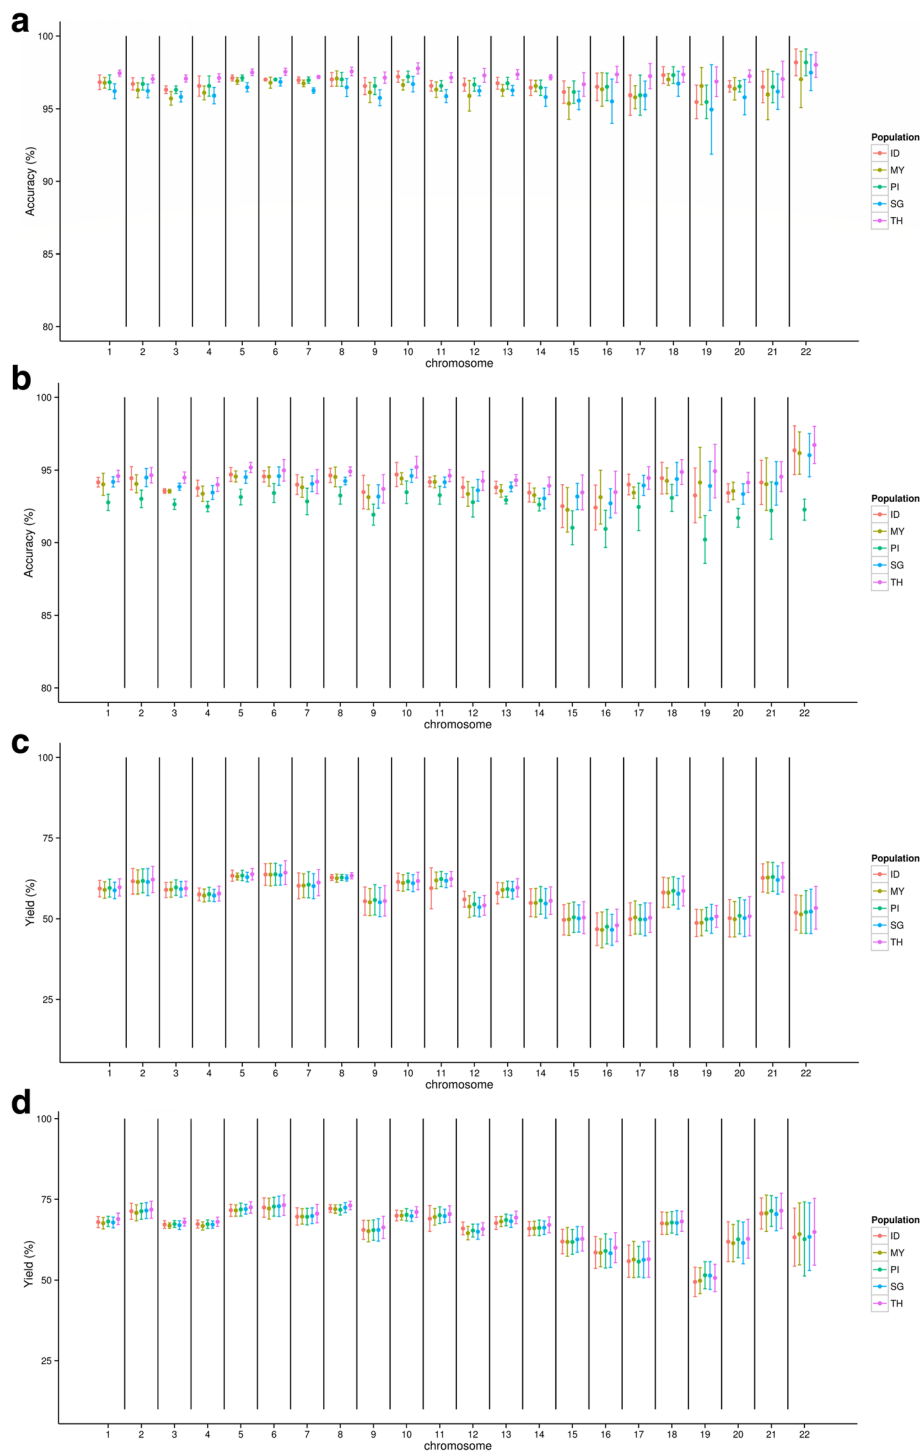 a
100
95
90
85
80
Accuracy (%)
1 2 3 4 5 6 7 8 9 10 11 12 13 14 15 16 17 18 19 20 21 22
chromosome
Population
ID
MY
PI
SG
TH
b
100
95
90
85
80
Accuracy (%)
1 2 3 4 5 6 7 8 9 10 11 12 13 14 15 16 17 18 19 20 21 22
chromosome
Population
ID
MY
PI
SG
TH
c
100
75
50
25
Yield (%)
1 2 3 4 5 6 7 8 9 10 11 12 13 14 15 16 17 18 19 20 21 22
chromosome
Population
ID
MY
PI
SG
TH
d
100
75
50
25
Yield (%)
1 2 3 4 5 6 7 8 9 10 11 12 13 14 15 16 17 18 19 20 21 22
chromosome
Population
ID
MY
PI
SG
TH